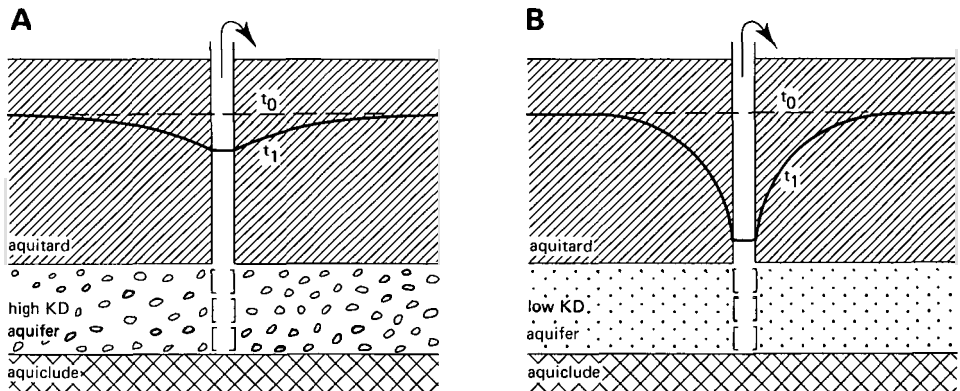 A
t0
t1
aquitard
high KD
aquifer
aquiclude
B
t0
t1
aquitard
low KD
aquifer
aquiclude